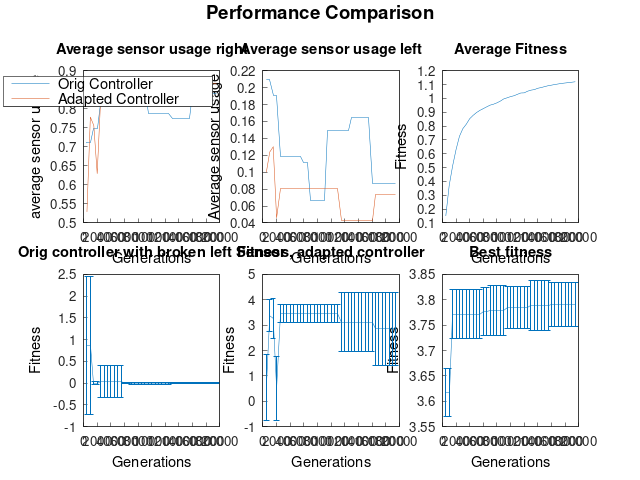 Performance Comparison
Average sensor usage right
Average sensor usage left
Average Fitness
Orig Controller
Adapted Controller
Average sensor usage
Fitness
0.9
0.8
0.75
0.7
0.65
0.6
0.55
0.5
0.22
0.2
0.18
0.16
0.14
0.12
0.1
0.08
0.06
0.04
1.2
1.1
1
0.9
0.8
0.7
0.6
0.5
0.4
0.3
0.2
0.1
Generations
Generations
Generations
Orig controller with broken left Sensor
Fitness, adapted controller
Best fitness
Fitness
Fitness
Fitness
2.5
2
1.5
1
0.5
0
-0.5
-1
5
4
3
2
1
0
-1
3.85
3.8
3.75
3.7
3.65
3.6
3.55
Generations
Generations
Generations